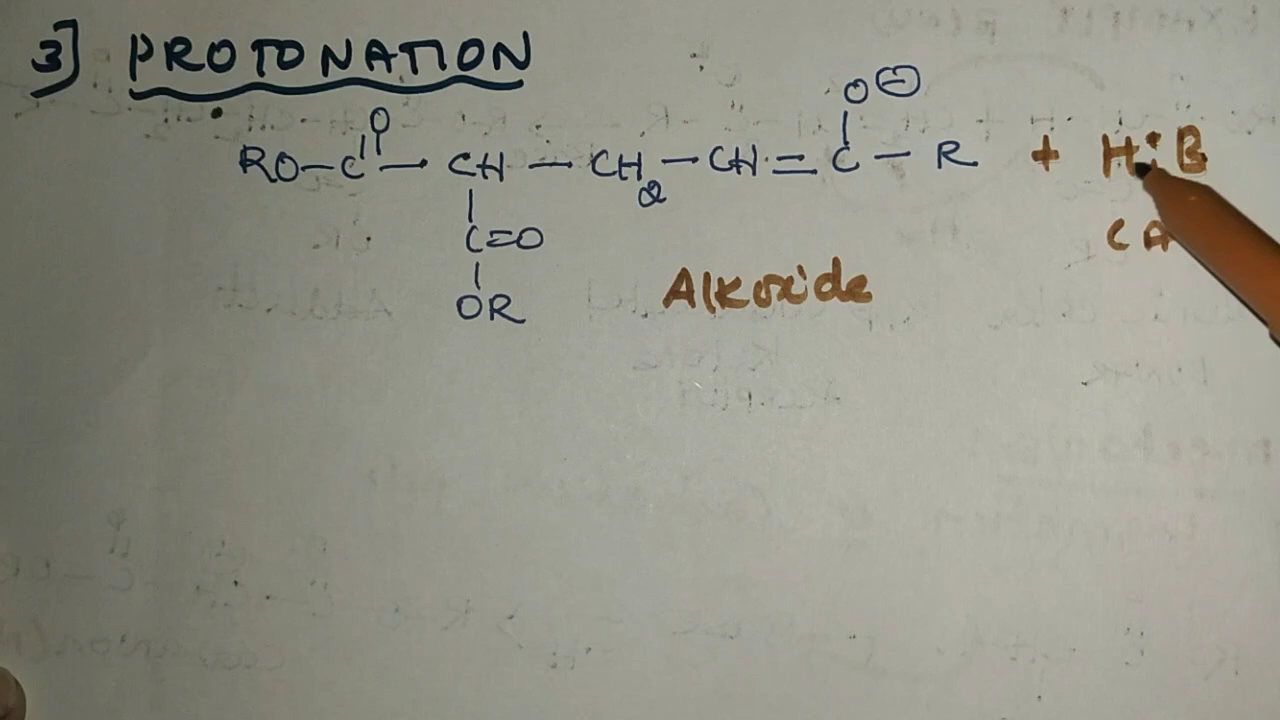 3] PROTONATION
O O⊖
RO-C-CH-CH2-CH=C-R + H:B
C=O C A
OR Alkoxide